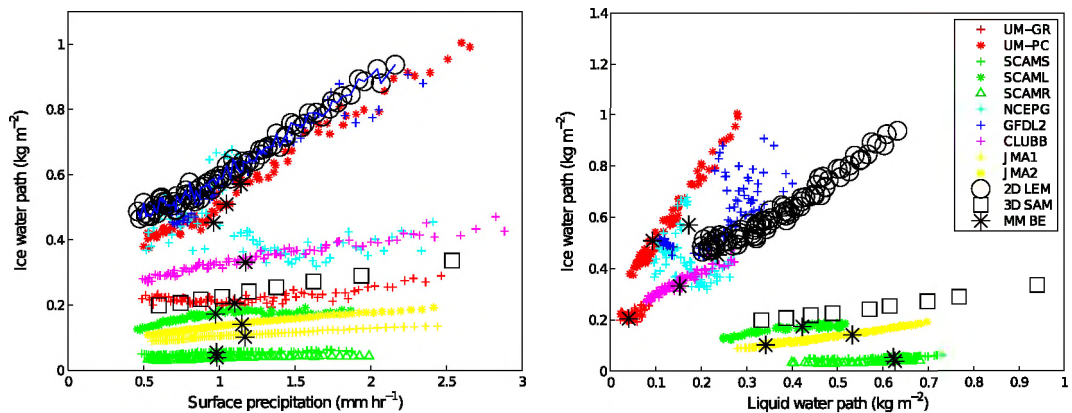 Ice water path (kg m⁻²)
1
0.8
0.6
0.4
0.2
0
0 0.5 1 1.5 2 2.5 3
Surface precipitation (mm hr⁻¹)
Ice water path (kg m⁻²)
1.4
1.2
1
0.8
0.6
0.4
0.2
0
0 0.1 0.2 0.3 0.4 0.5 0.6 0.7 0.8 0.9 1
Liquid water path (kg m⁻²)
UM-GR
UM-PC
SCAMS
SCAML
SCAMR
NCEPG
GFDL2
CLUBB
JMA1
JMA2
2D LEM
3D SAM
MM BE